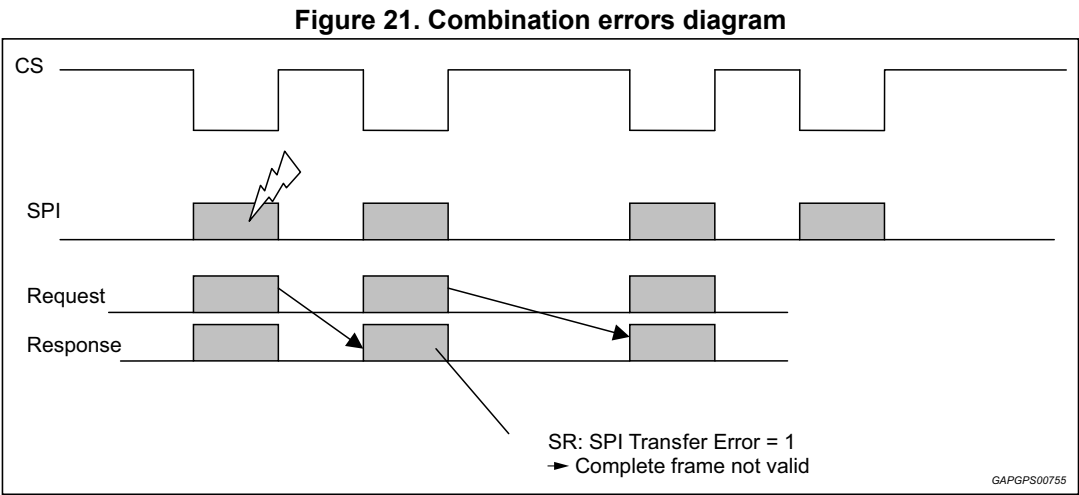 Figure 21. Combination errors diagram
CS
SPI
Request
Response
SR: SPI Transfer Error = 1
➛ Complete frame not valid
GAPGPS00755